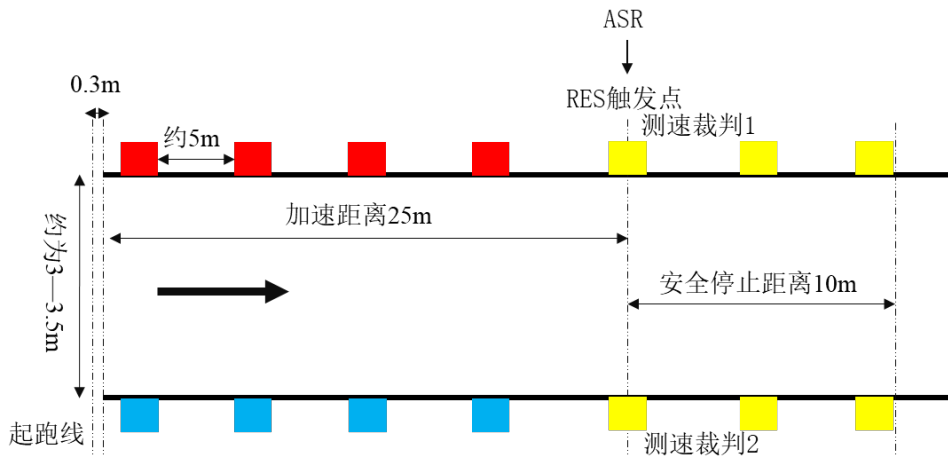 ASR
0.3m
RES触发点
测速裁判1
约5m
加速距离25m
约为3—3.5m
安全停止距离10m
起跑线
测速裁判2